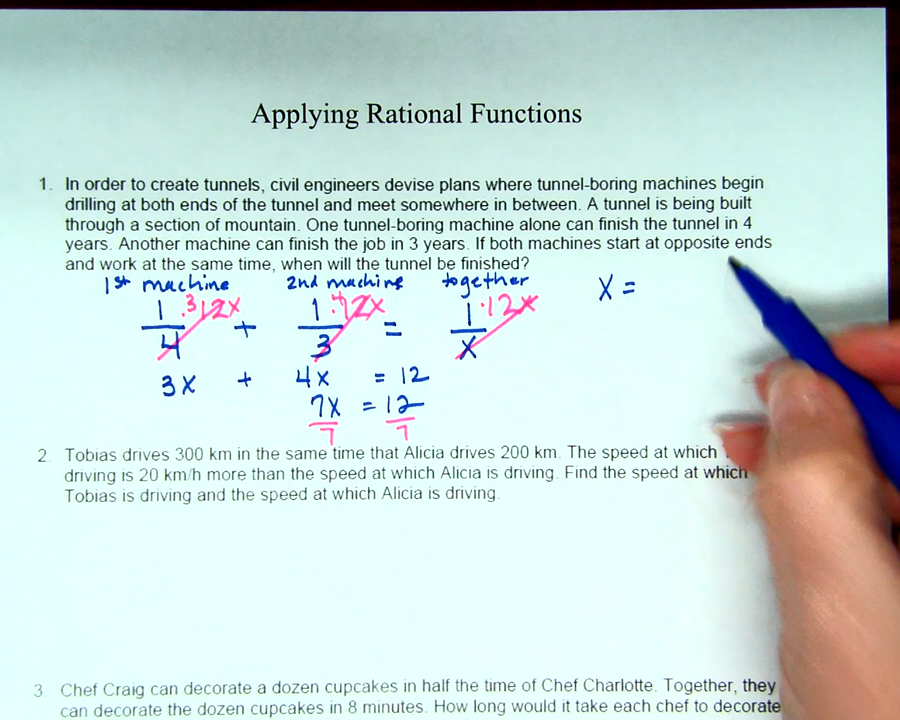 Applying Rational Functions
1. In order to create tunnels, civil engineers devise plans where tunnel-boring machines begin
drilling at both ends of the tunnel and meet somewhere in between. A tunnel is being built
through a section of mountain. One tunnel-boring machine alone can finish the tunnel in 4
years. Another machine can finish the job in 3 years. If both machines start at opposite ends
and work at the same time, when will the tunnel be finished?
1st machine 2nd machine together
1/4 · 3 12x + 1/3 · 4 12x = 1/x · 12x x =
3x + 4x = 12
7x = 12
7 7
2. Tobias drives 300 km in the same time that Alicia drives 200 km. The speed at which
driving is 20 km/h more than the speed at which Alicia is driving. Find the speed at which
Tobias is driving and the speed at which Alicia is driving.
3. Chef Craig can decorate a dozen cupcakes in half the time of Chef Charlotte. Together, they
can decorate the dozen cupcakes in 8 minutes. How long would it take each chef to decorate